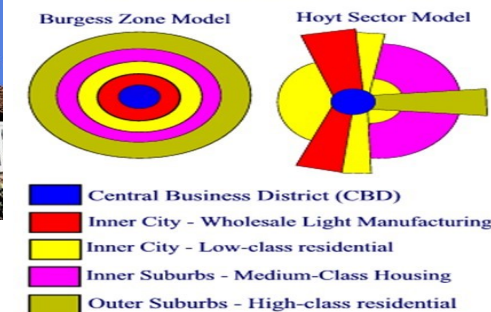 Burgess Zone Model
Hoyt Sector Model
Central Business District (CBD)
Inner City - Wholesale Light Manufacturing
Inner City - Low-class residential
Inner Suburbs - Medium-Class Housing
Outer Suburbs - High-class residential